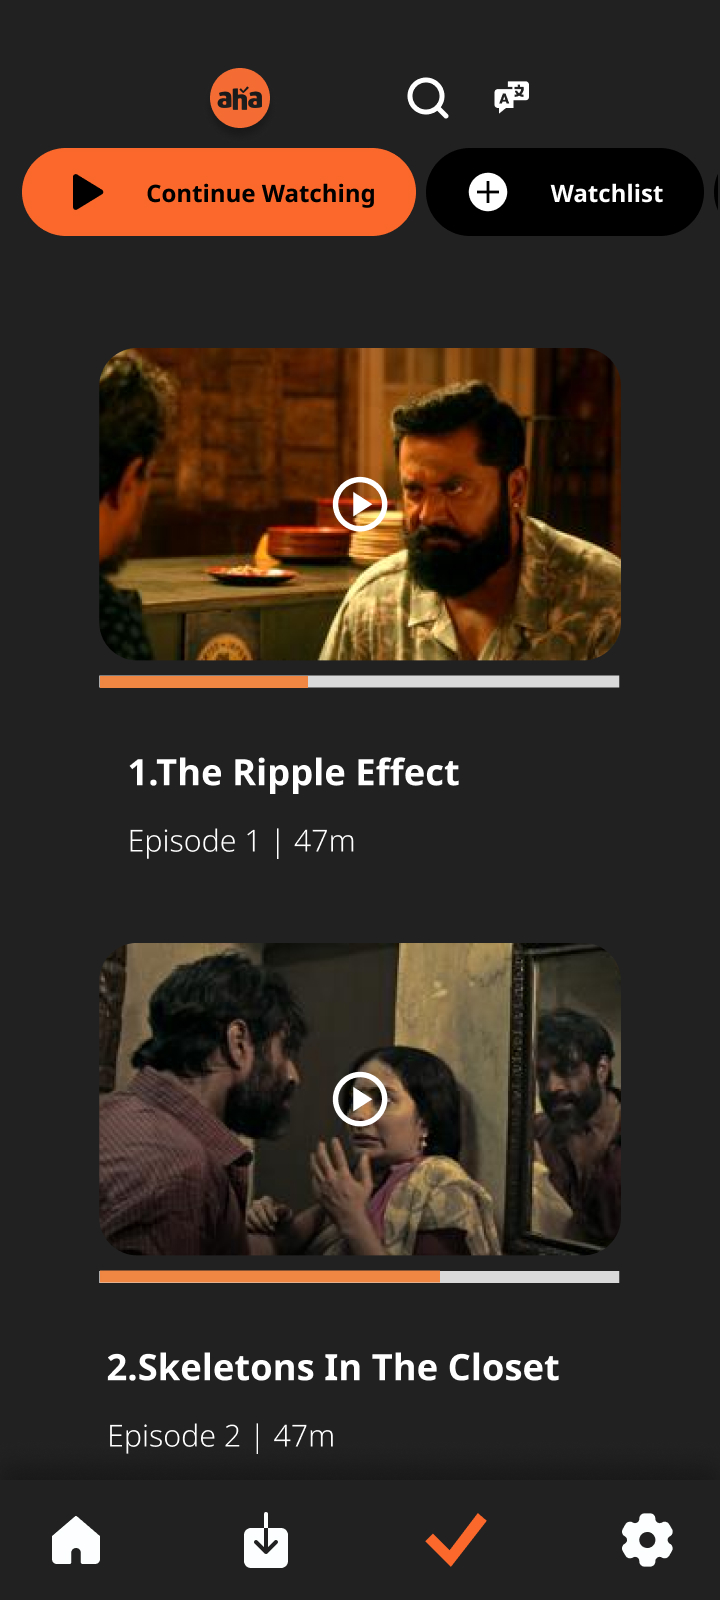 aha
Continue Watching
Watchlist
1.The Ripple Effect
Episode 1 | 47m
2.Skeletons In The Closet
Episode 2 | 47m